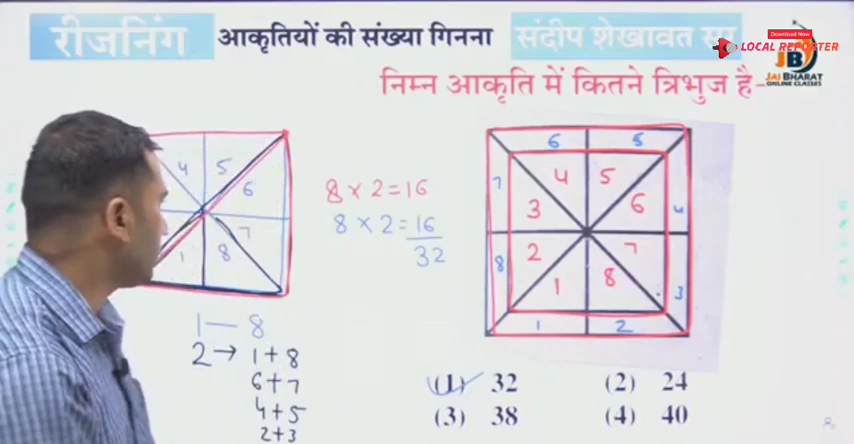 रीजनिंग
आकृतियों की संख्या गिनना
संदीप शेखावत सर
Download Now
LOCAL REPORTER
JB
JAI BHARAT
ONLINE CLASSES
निम्न आकृति में कितने त्रिभुज है-
4 5
6
7
1 8
8 × 2 = 16
8 × 2 = 16
32
6 5
7 4 5
3 6 4
2 7
8 1 8 3
1 2
1 — 8
2 → 1 + 8
6 + 7
4 + 5
2 + 3
(1) 32 (2) 24
(3) 38 (4) 40